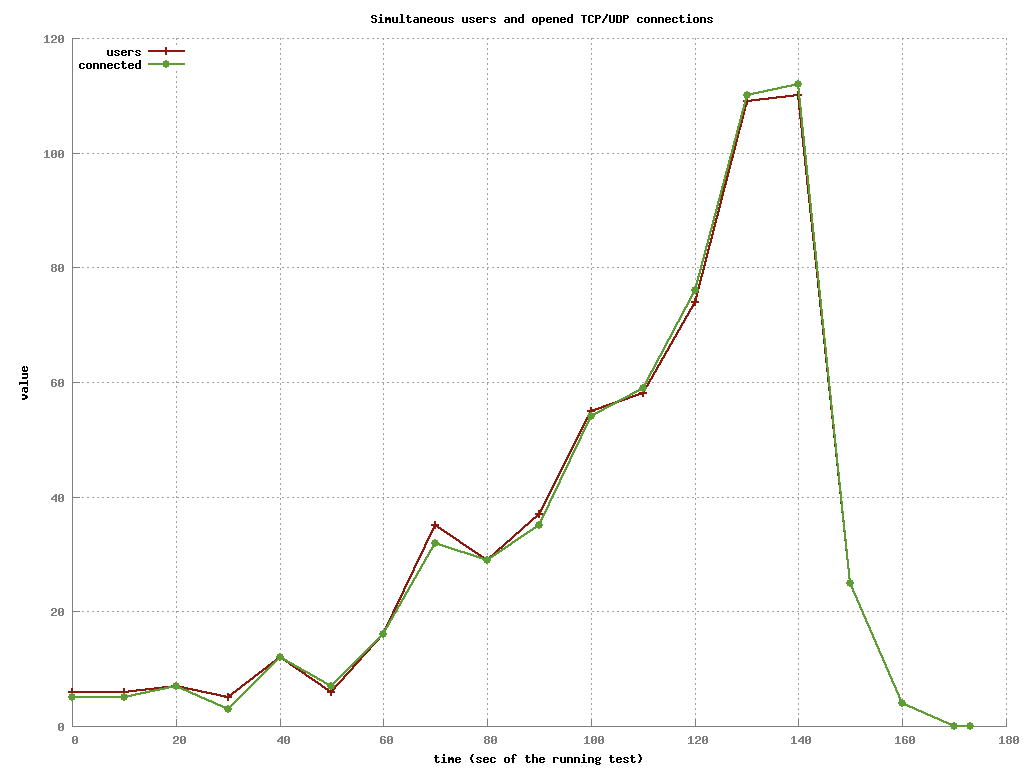 Simultaneous users and opened TCP/UDP connections
120
users
connected
100
80
60
value
40
20
0
0 20 40 60 80 100 120 140 160 180
time (sec of the running test)